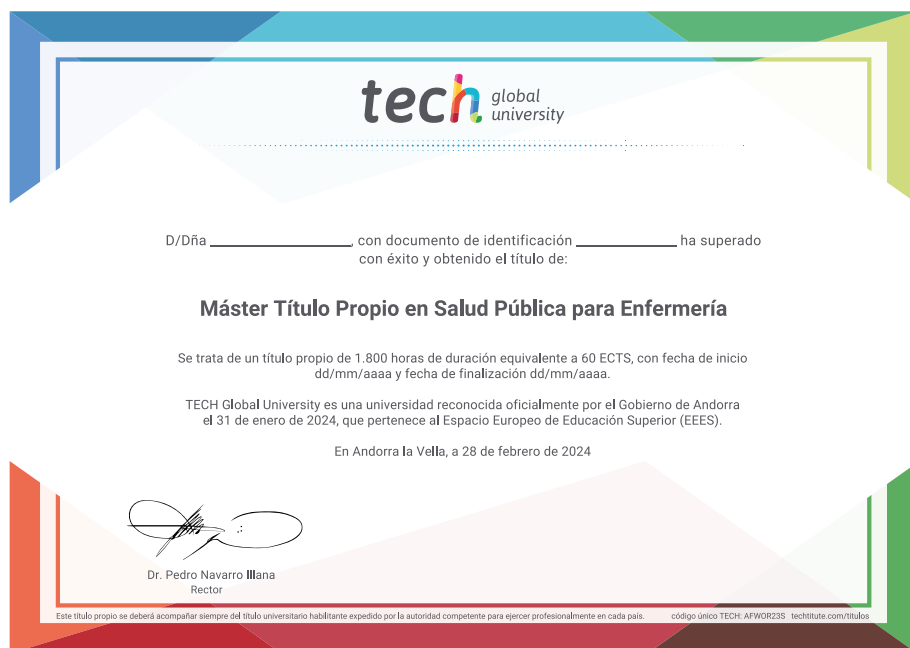 tech global university
D/Dña ______________, con documento de identificación __________ ha superado
con éxito y obtenido el título de:
Máster Título Propio en Salud Pública para Enfermería
Se trata de un título propio de 1.800 horas de duración equivalente a 60 ECTS, con fecha de inicio
dd/mm/aaaa y fecha de finalización dd/mm/aaaa.
TECH Global University es una universidad reconocida oficialmente por el Gobierno de Andorra
el 31 de enero de 2024, que pertenece al Espacio Europeo de Educación Superior (EEES).
En Andorra la Vella, a 28 de febrero de 2024
Dr. Pedro Navarro Illana
Rector
Este título propio se deberá acompañar siempre del título universitario habilitante expedido por la autoridad competente para ejercer profesionalmente en cada país. código único TECH: AFWOR23S techtitute.com/titulos